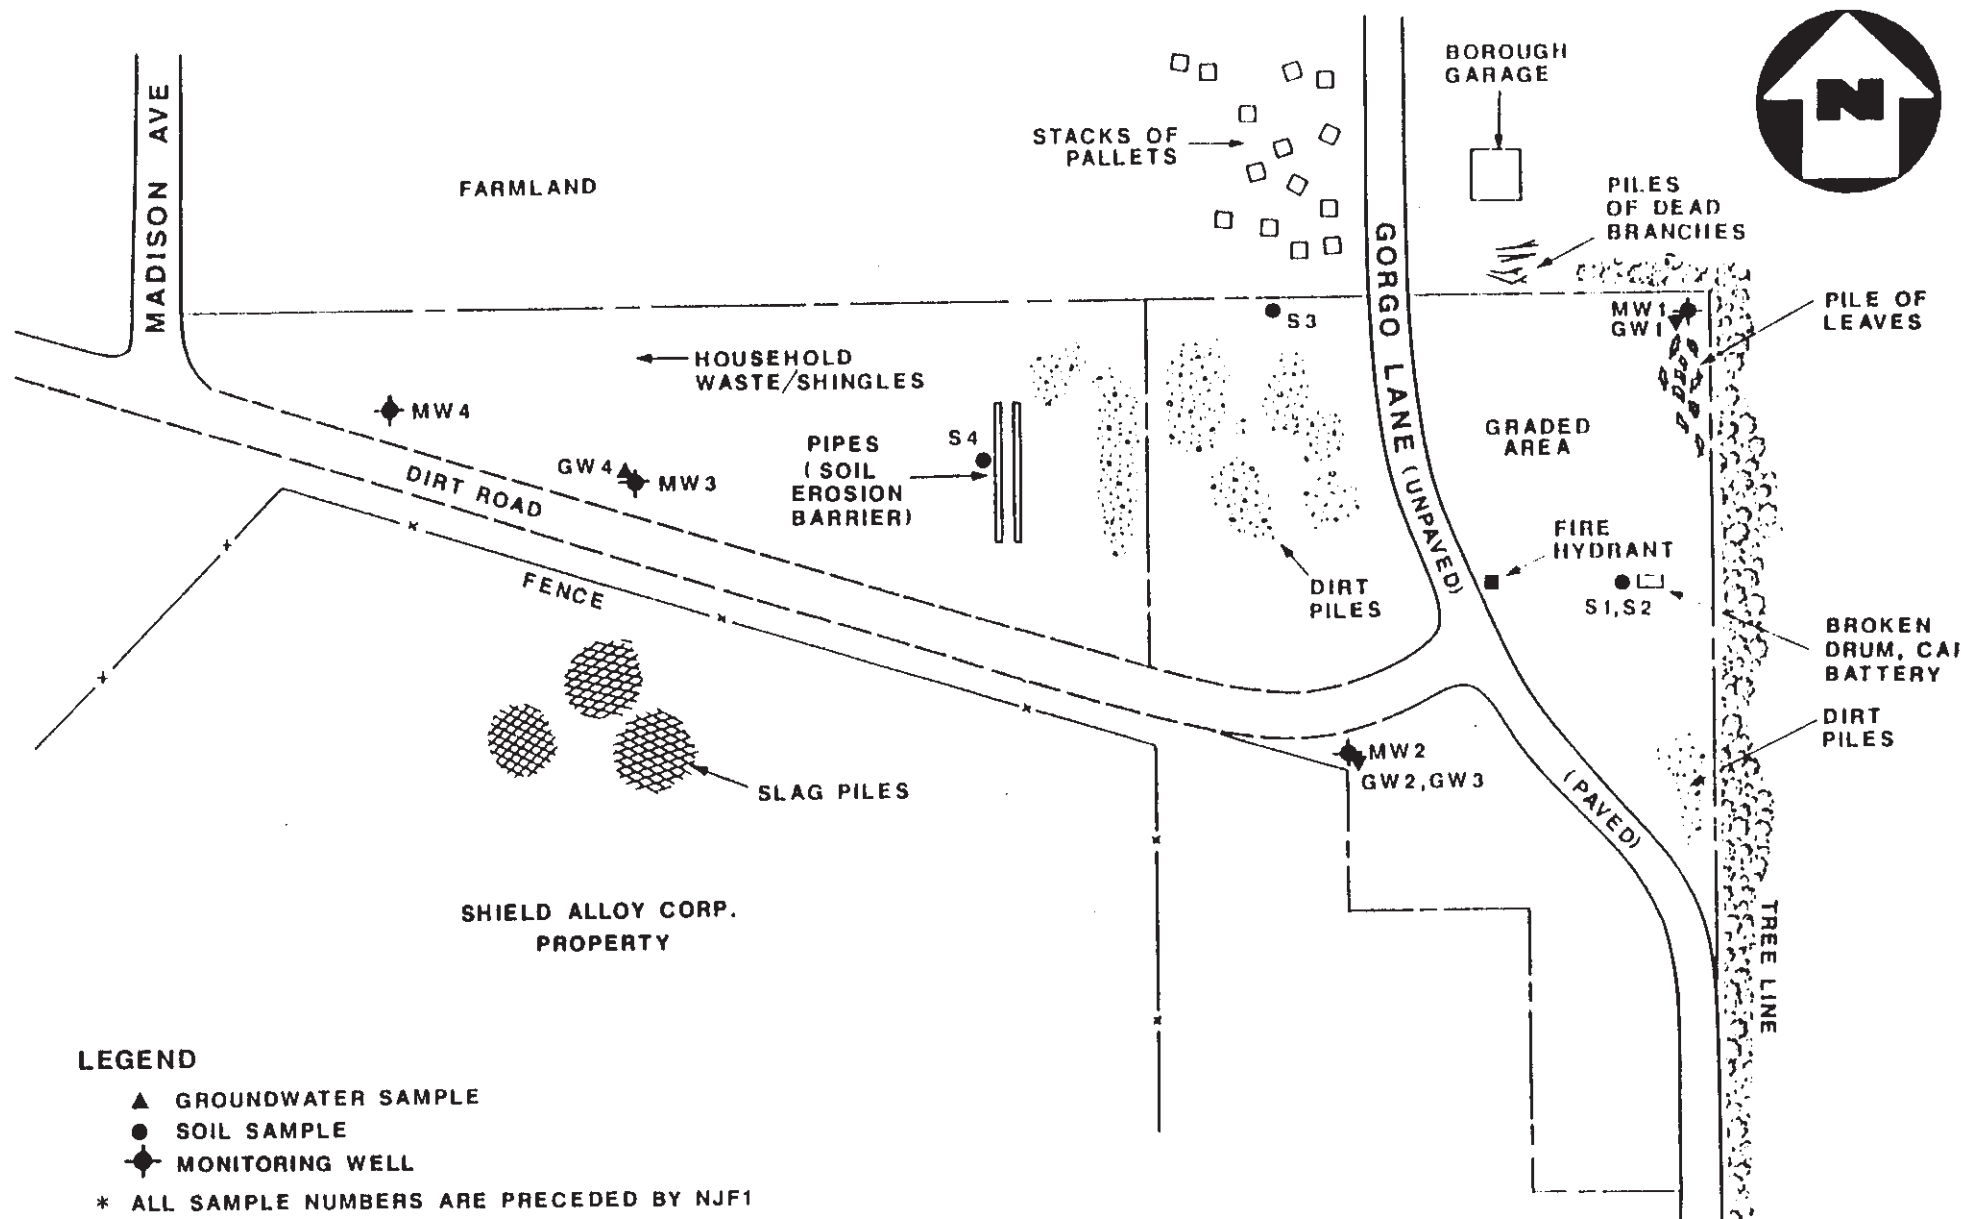 BOROUGH
GARAGE
N
STACKS OF
PALLETS
MADISON AVE
FARMLAND
PILES
OF DEAD
BRANCHES
GORGO LANE (UNPAVED)
S3
MW1
GW1
PILE OF
LEAVES
HOUSEHOLD
WASTE/SHINGLES
MW4
GRADED
AREA
S4
PIPES
(SOIL
EROSION
BARRIER)
GW4
MW3
DIRT ROAD
FIRE
HYDRANT
FENCE
DIRT
PILES
S1,S2
BROKEN
DRUM, CAR
BATTERY
DIRT
PILES
MW2
GW2,GW3
SLAG PILES
(PAVED)
SHIELD ALLOY CORP.
PROPERTY
TREE LINE
LEGEND
GROUNDWATER SAMPLE
SOIL SAMPLE
MONITORING WELL
* ALL SAMPLE NUMBERS ARE PRECEDED BY NJF1